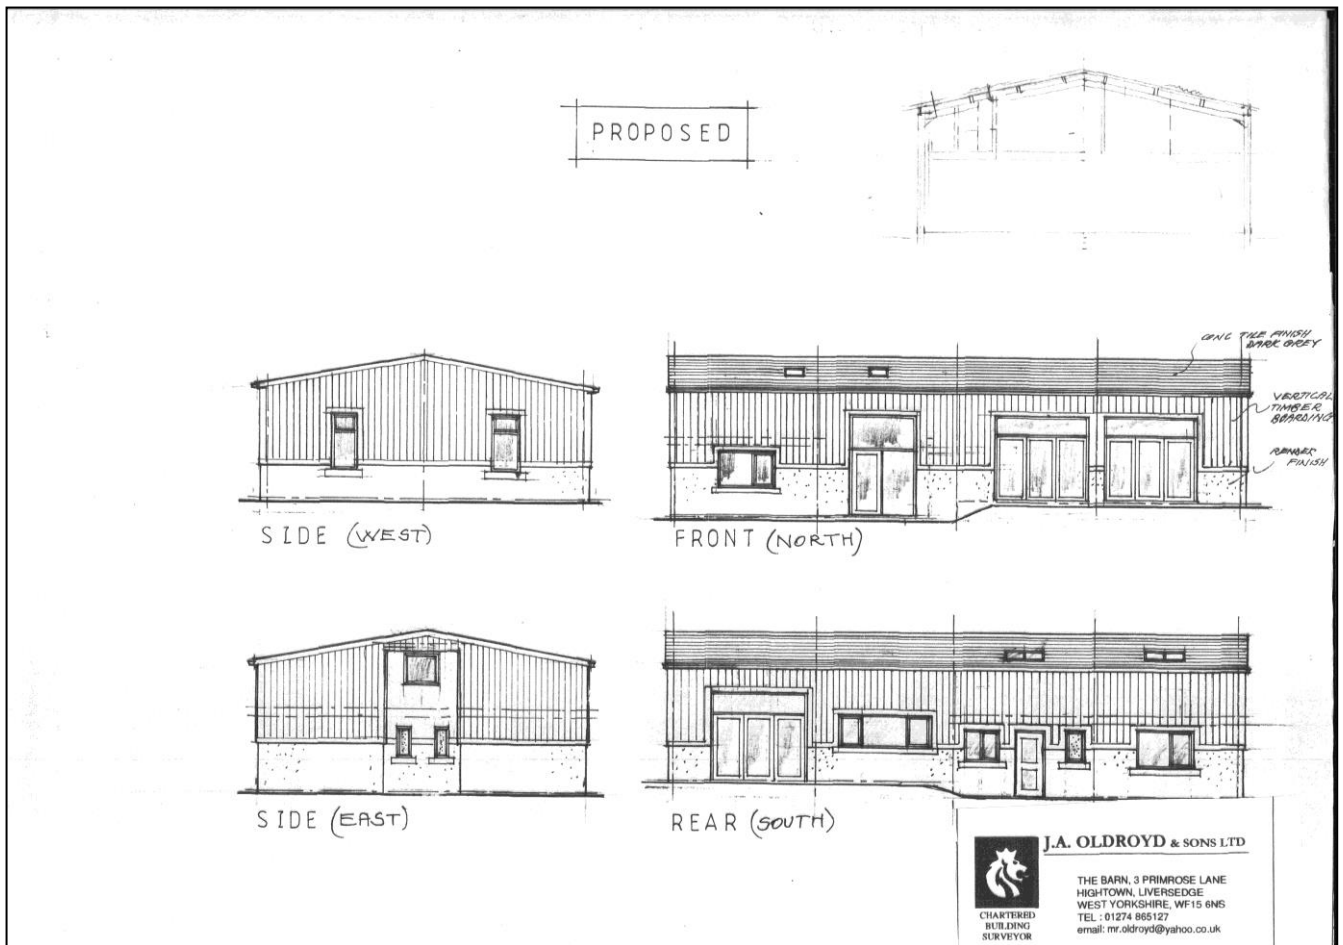 PROPOSED
CONC TILE FINISH
DARK GREY
VERTICAL
TIMBER
BOARDING
RENDER
FINISH
SIDE (WEST)
FRONT (NORTH)
SIDE (EAST)
REAR (SOUTH)
J.A. OLDROYD & SONS LTD
THE BARN, 3 PRIMROSE LANE
HIGHTOWN, LIVERSEDGE
WEST YORKSHIRE, WF15 6NS
TEL : 01274 865127
email: mr.oldroyd@yahoo.co.uk
CHARTERED
BUILDING
SURVEYOR